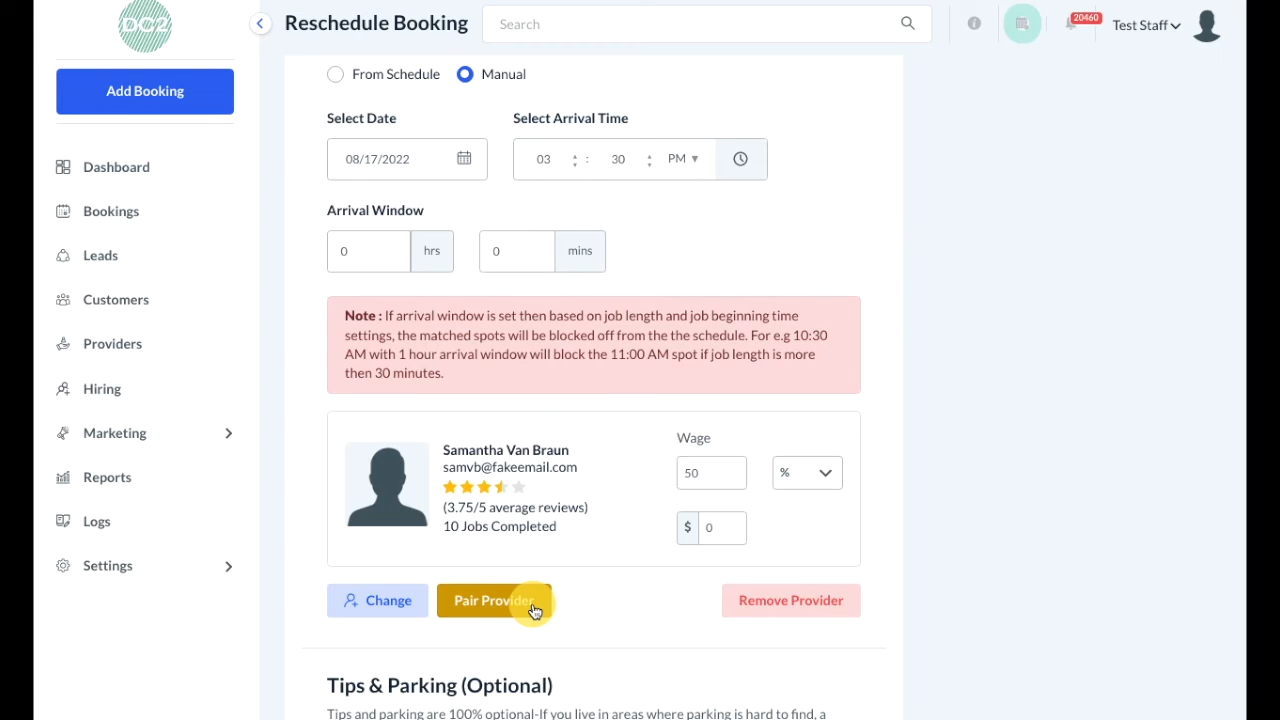 DC2
Reschedule Booking
Search
20460
Test Staff
Add Booking
Dashboard
Bookings
Leads
Customers
Providers
Hiring
Marketing
Reports
Logs
Settings
From Schedule
Manual
Select Date
Select Arrival Time
08/17/2022
03 : 30 PM
Arrival Window
0 hrs
0 mins
Note : If arrival window is set then based on job length and job beginning time
settings, the matched spots will be blocked off from the the schedule. For e.g 10:30
AM with 1 hour arrival window will block the 11:00 AM spot if job length is more
then 30 minutes.
Samantha Van Braun
samvb@fakeemail.com
(3.75/5 average reviews)
10 Jobs Completed
Wage
50
%
$ 0
Change
Pair Provider
Remove Provider
Tips & Parking (Optional)
Tips and parking are 100% optional-If you live in areas where parking is hard to find, a